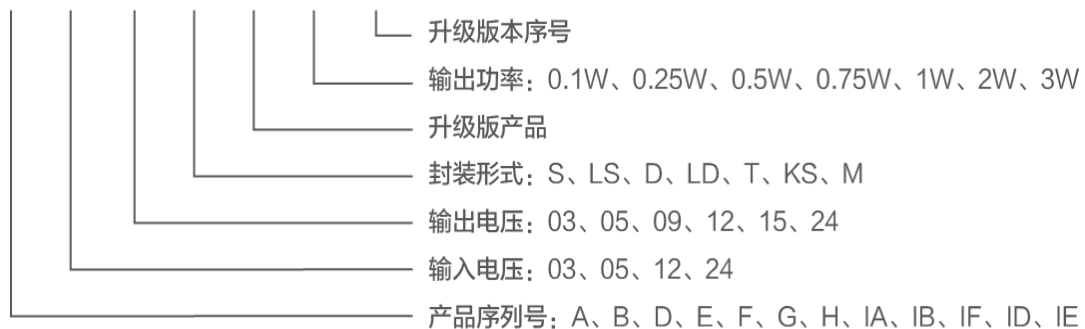 升级版本序号
输出功率：0.1W、0.25W、0.5W、0.75W、1W、2W、3W
升级版产品
封装形式：S、LS、D、LD、T、KS、M
输出电压：03、05、09、12、15、24
输入电压：03、05、12、24
产品序列号：A、B、D、E、F、G、H、IA、IB、IF、ID、IE